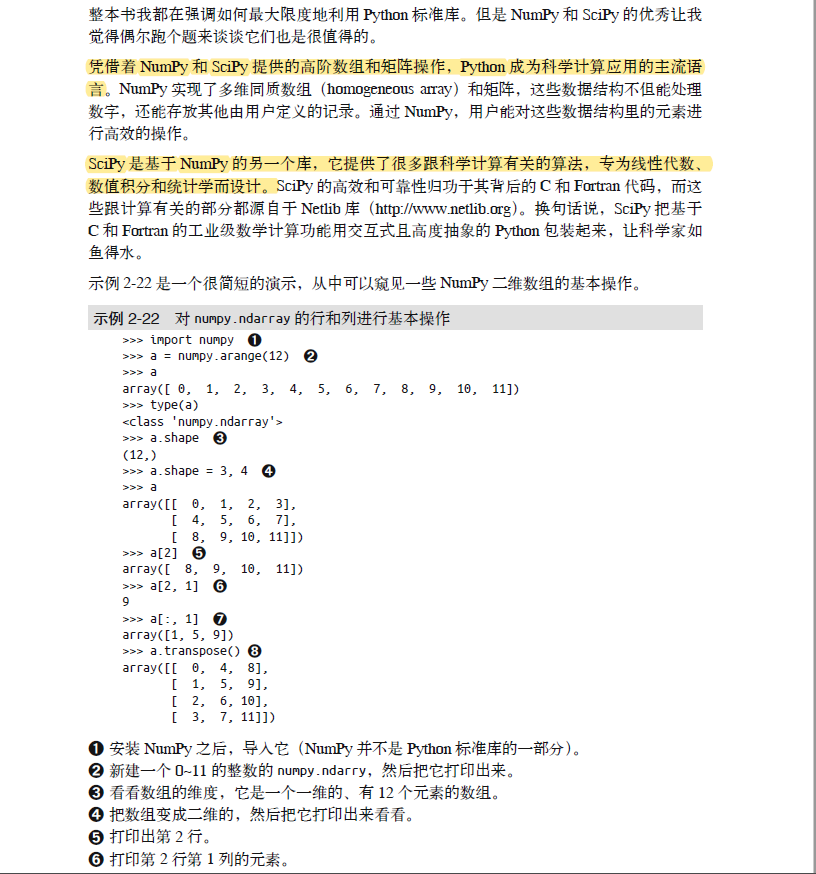 整本书我都在强调如何最大限度地利用 Python 标准库。但是 NumPy 和 SciPy 的优秀让我
觉得偶尔跑个题来谈谈它们也是很值得的。
凭借着 NumPy 和 SciPy 提供的高阶数组和矩阵操作，Python 成为科学计算应用的主流语
言。NumPy 实现了多维同质数组（homogeneous array）和矩阵，这些数据结构不但能处理
数字，还能存放其他由用户定义的记录。通过 NumPy，用户能对这些数据结构里的元素进
行高效的操作。
SciPy 是基于 NumPy 的另一个库，它提供了很多跟科学计算有关的算法，专为线性代数、
数值积分和统计学而设计。SciPy 的高效和可靠性归功于其背后的 C 和 Fortran 代码，而这
些跟计算有关的部分都源自于 Netlib 库（http://www.netlib.org）。换句话说，SciPy 把基于
C 和 Fortran 的工业级数学计算功能用交互式且高度抽象的 Python 包装起来，让科学家如
鱼得水。
示例 2-22 是一个很简短的演示，从中可以窥见一些 NumPy 二维数组的基本操作。
示例 2-22　对 numpy.ndarray 的行和列进行基本操作
>>> import numpy ❶
>>> a = numpy.arange(12) ❷
>>> a
array([ 0, 1, 2, 3, 4, 5, 6, 7, 8, 9, 10, 11])
>>> type(a)
<class 'numpy.ndarray'>
>>> a.shape ❸
(12,)
>>> a.shape = 3, 4 ❹
>>> a
array([[ 0, 1, 2, 3],
[ 4, 5, 6, 7],
[ 8, 9, 10, 11]])
>>> a[2] ❺
array([ 8, 9, 10, 11])
>>> a[2, 1] ❻
9
>>> a[:, 1] ❼
array([1, 5, 9])
>>> a.transpose() ❽
array([[ 0, 4, 8],
[ 1, 5, 9],
[ 2, 6, 10],
[ 3, 7, 11]])
❶ 安装 NumPy 之后，导入它（NumPy 并不是 Python 标准库的一部分）。
❷ 新建一个 0~11 的整数的 numpy.ndarry，然后把它打印出来。
❸ 看看数组的维度，它是一个一维的、有 12 个元素的数组。
❹ 把数组变成二维的，然后把它打印出来看看。
❺ 打印出第 2 行。
❻ 打印第 2 行第 1 列的元素。